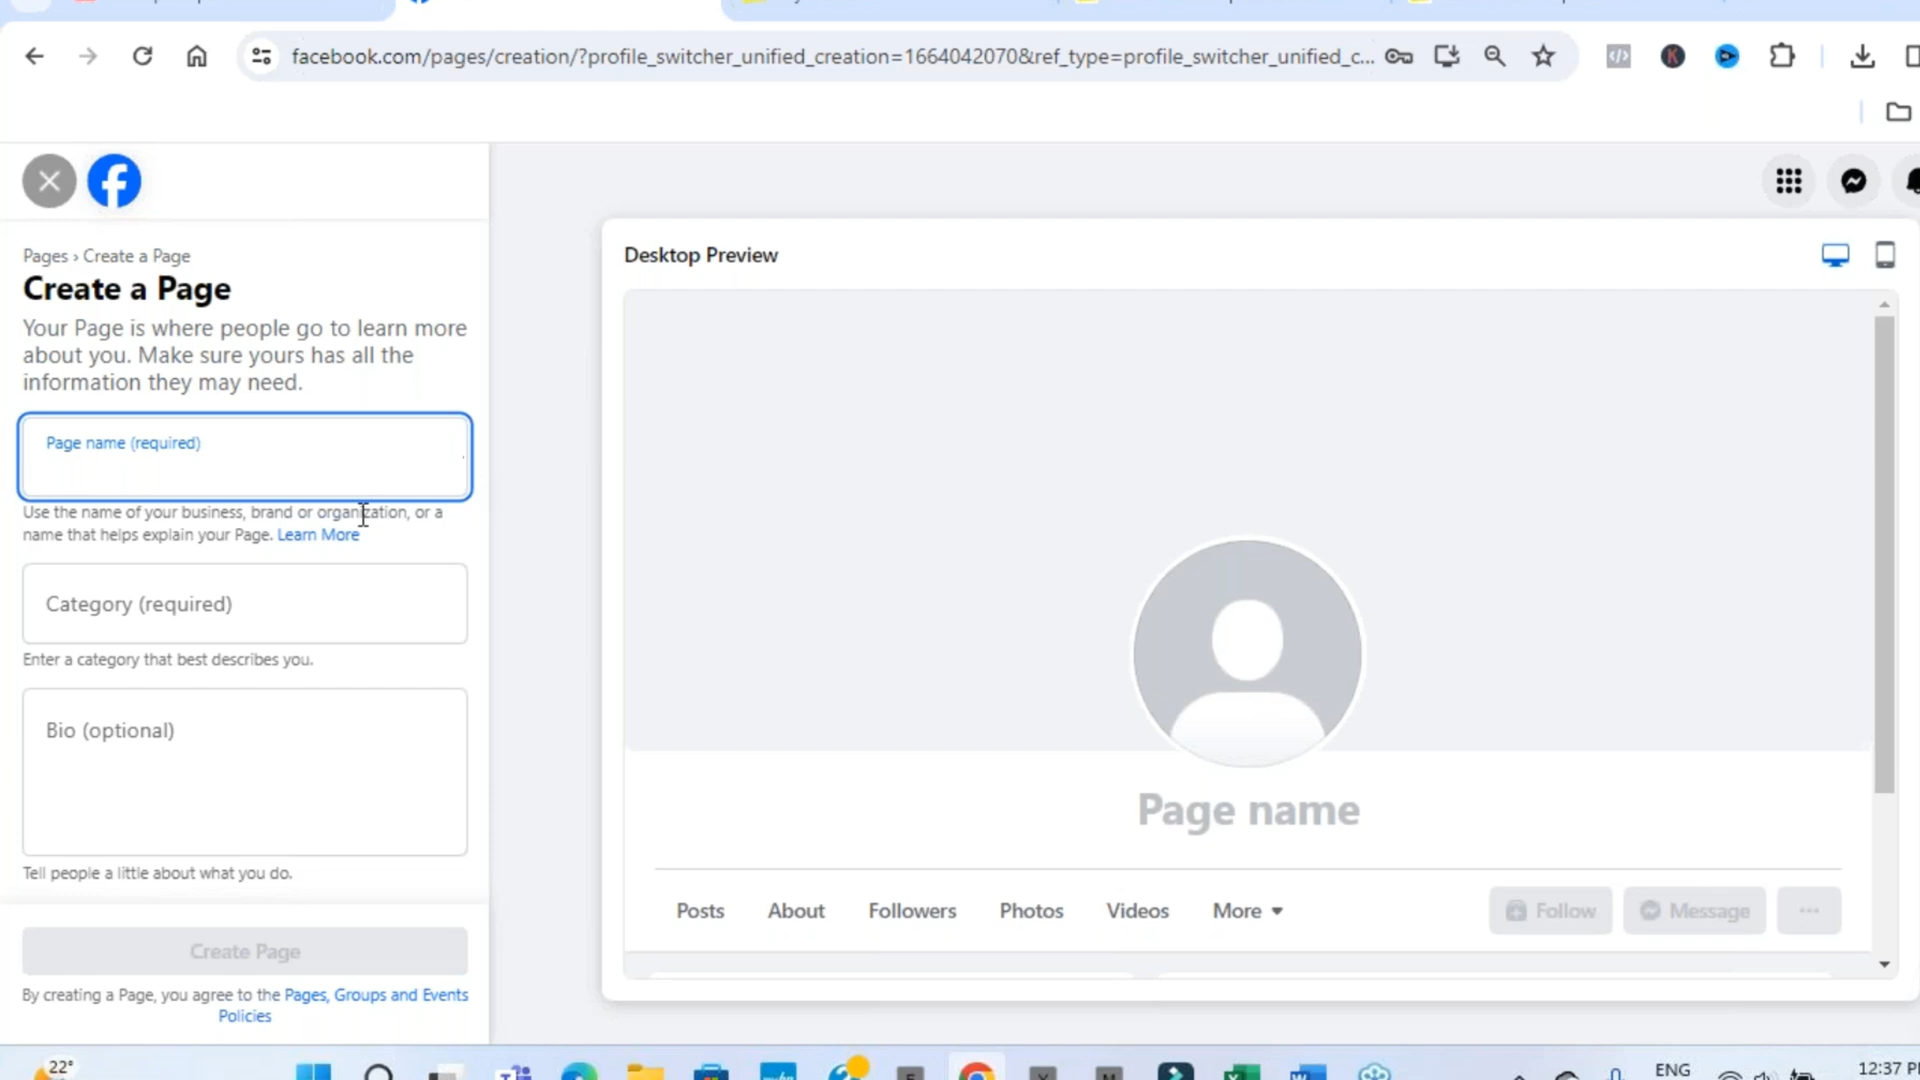 facebook.com/pages/creation/?profile_switcher_unified_creation=1664042070&ref_type=profile_switcher_unified_c...
Pages › Create a Page
Create a Page
Your Page is where people go to learn more
about you. Make sure yours has all the
information they may need.
Page name (required)
Use the name of your business, brand or organization, or a
name that helps explain your Page. Learn More
Category (required)
Enter a category that best describes you.
Bio (optional)
Tell people a little about what you do.
Create Page
By creating a Page, you agree to the Pages, Groups and Events
Policies
Desktop Preview
Page name
Posts About Followers Photos Videos More Follow Message
22°
ENG
12:37 P